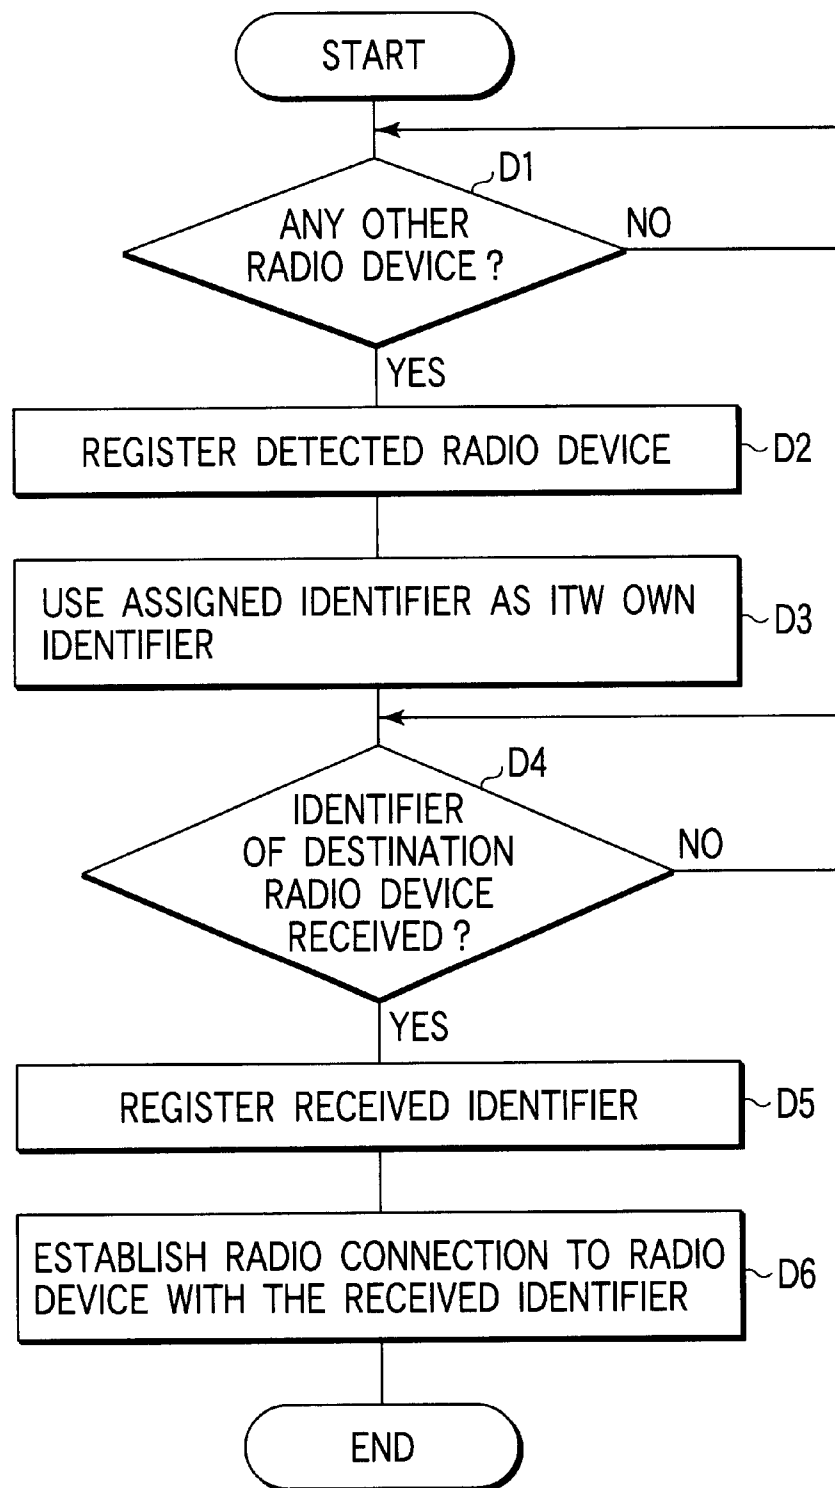 START
D1
ANY OTHER
RADIO DEVICE ?
NO
YES
REGISTER DETECTED RADIO DEVICE
D2
USE ASSIGNED IDENTIFIER AS ITW OWN
IDENTIFIER
D3
D4
IDENTIFIER
OF DESTINATION
RADIO DEVICE
RECEIVED ?
NO
YES
REGISTER RECEIVED IDENTIFIER
D5
ESTABLISH RADIO CONNECTION TO RADIO
DEVICE WITH THE RECEIVED IDENTIFIER
D6
END